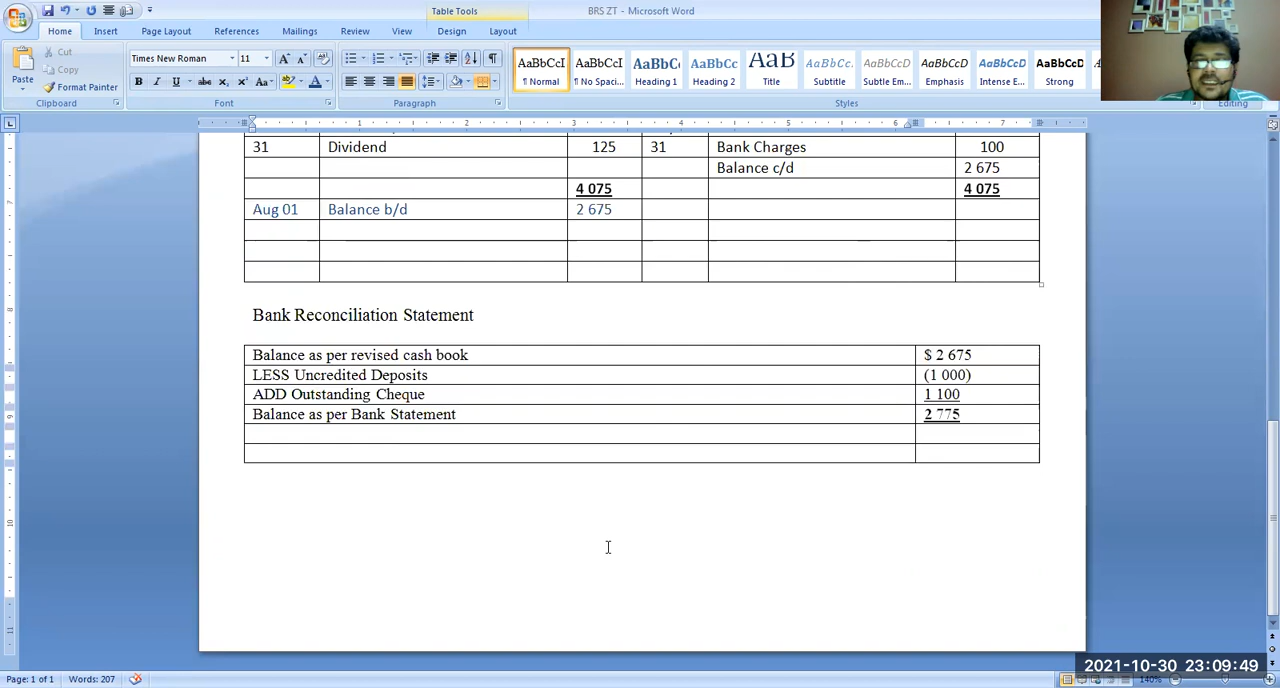 Table Tools
BRS ZT - Microsoft Word
Home Insert Page Layout References Mailings Review View Design Layout
Cut
Copy
Format Painter
Paste
Times New Roman 11
Clipboard Font Paragraph Styles Editing
AaBbCcI AaBbCcI AaBbC AaBbCc AaB AaBbCc. AaBbCcD AaBbCcD AaBbCcD AaBbCcD
¶ Normal ¶ No Spaci... Heading 1 Heading 2 Title Subtitle Subtle Em... Emphasis Intense E... Strong
31 Dividend 125 31 Bank Charges 100
Balance c/d 2 675
4 075 4 075
Aug 01 Balance b/d 2 675
Bank Reconciliation Statement
Balance as per revised cash book $ 2 675
LESS Uncredited Deposits (1 000)
ADD Outstanding Cheque 1 100
Balance as per Bank Statement 2 775
2021-10-30 23:09:49
Page: 1 of 1 Words: 207 140%